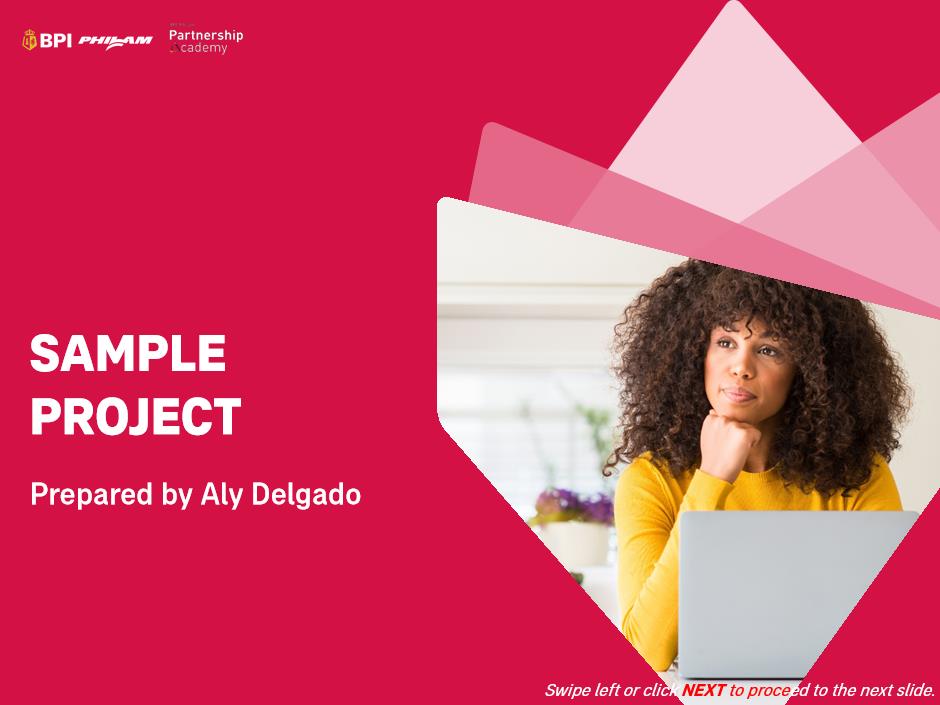 BPI PHILAM Partnership
Academy
SAMPLE
PROJECT
Prepared by Aly Delgado
Swipe left or click NEXT to proceed to the next slide.